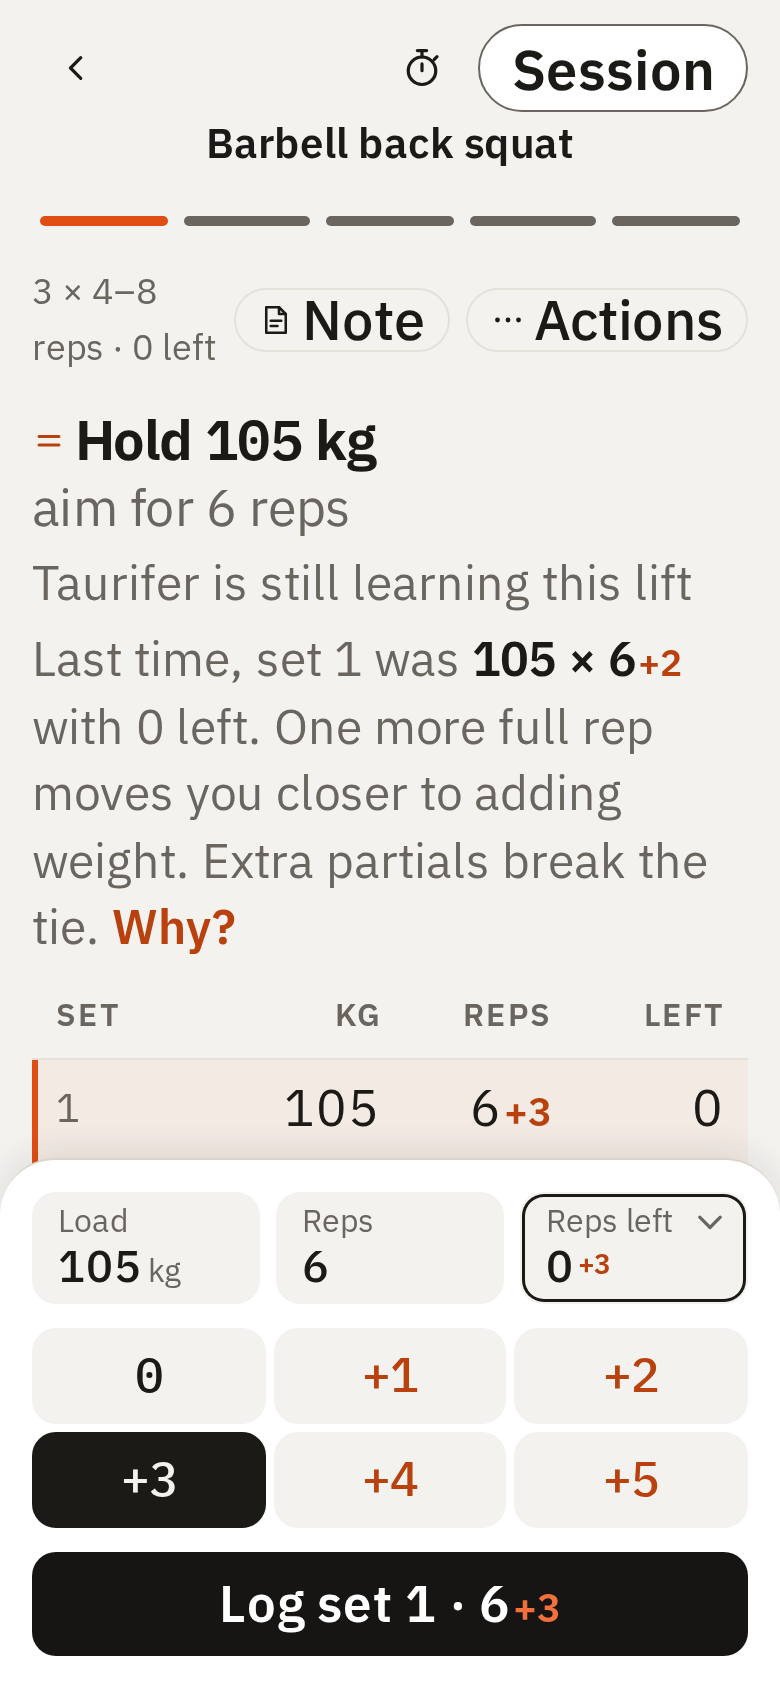 Session
Barbell back squat
3 × 4–8
reps · 0 left
Note
Actions
= Hold 105 kg
aim for 6 reps
Taurifer is still learning this lift
Last time, set 1 was 105 × 6+2
with 0 left. One more full rep
moves you closer to adding
weight. Extra partials break the
tie. Why?
SET KG REPS LEFT
1 105 6+3 0
Load Reps Reps left
105 kg 6 0+3
0 +1 +2
+3 +4 +5
Log set 1 · 6+3